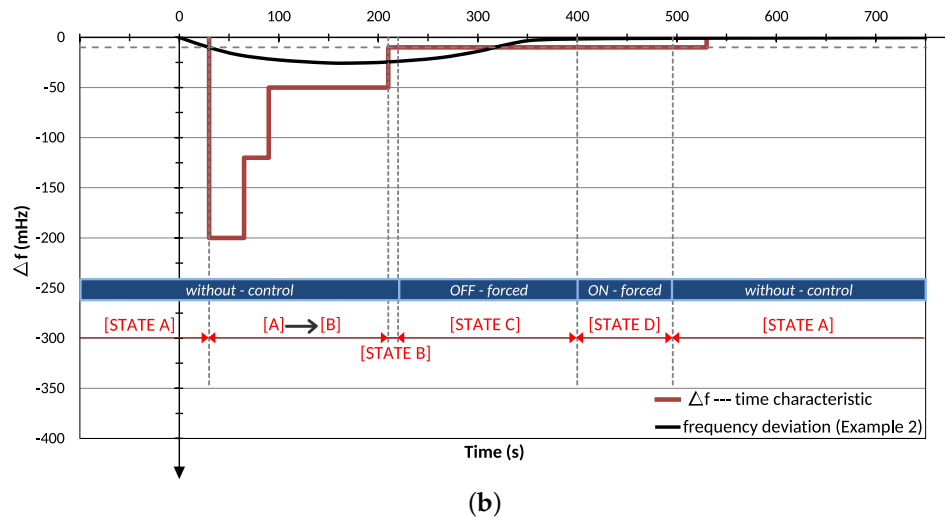 0 100 200 300 400 500 600 700
0
-50
-100
-150
-200
-250
-300
-350
-400
△f (mHz)
without - control OFF - forced ON - forced without - control
[STATE A] [A] [B] [STATE C] [STATE D] [STATE A]
[STATE B]
△f --- time characteristic
frequency deviation (Example 2)
Time (s)
(b)